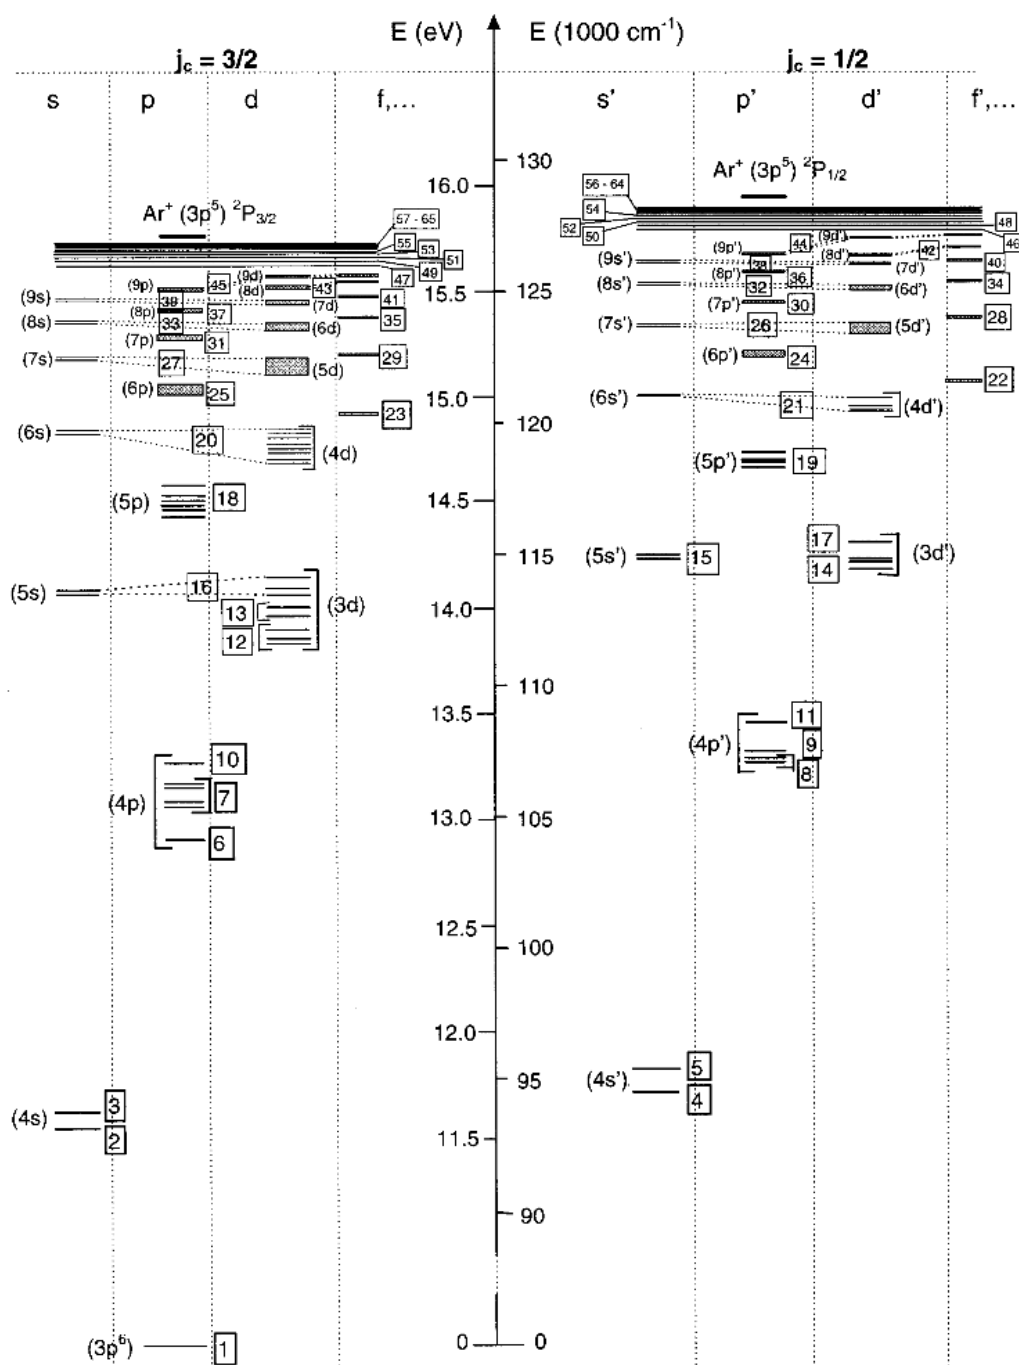 E (eV) E (1000 cm⁻¹)
j_c = 3/2 j_c = 1/2
s p d f,... s' p' d' f',...
130
Ar⁺ (3p⁵) ²P₁/₂
16.0
56 - 64
Ar⁺ (3p⁵) ²P₃/₂
57 - 65
54
55 53 51
52 50
48
46
(9d') 44
(9p') 42
(8d')
(9s') 38 40
(7d')
49
47
(9d) 45
(9p) 43
(8d)
15.5 125
(8p') 36
(8s') 32 (6d') 34
(9s) 38 (7d) 41
(7p') 30
(8p) 37
(8s) 33 (6d) 35
(7s') 26 (5d') 28
(7p) 31
(6p') 24
(7s) 27 (5d) 29
22
(6p) 25
15.0
(6s') 21 (4d')
23
120
(6s) 20 (4d)
(5p') 19
(5p) 18
14.5
17
115
(5s') 15 (3d')
14
(5s) 16
14.0
13 (3d)
12
110
13.5
11
(4p') 9
8
10
(4p) 7
13.0 105
6
12.5
100
12.0
95
(4s') 5
4
(4s) 3
2
11.5
90
(3p⁶) 1 0 0